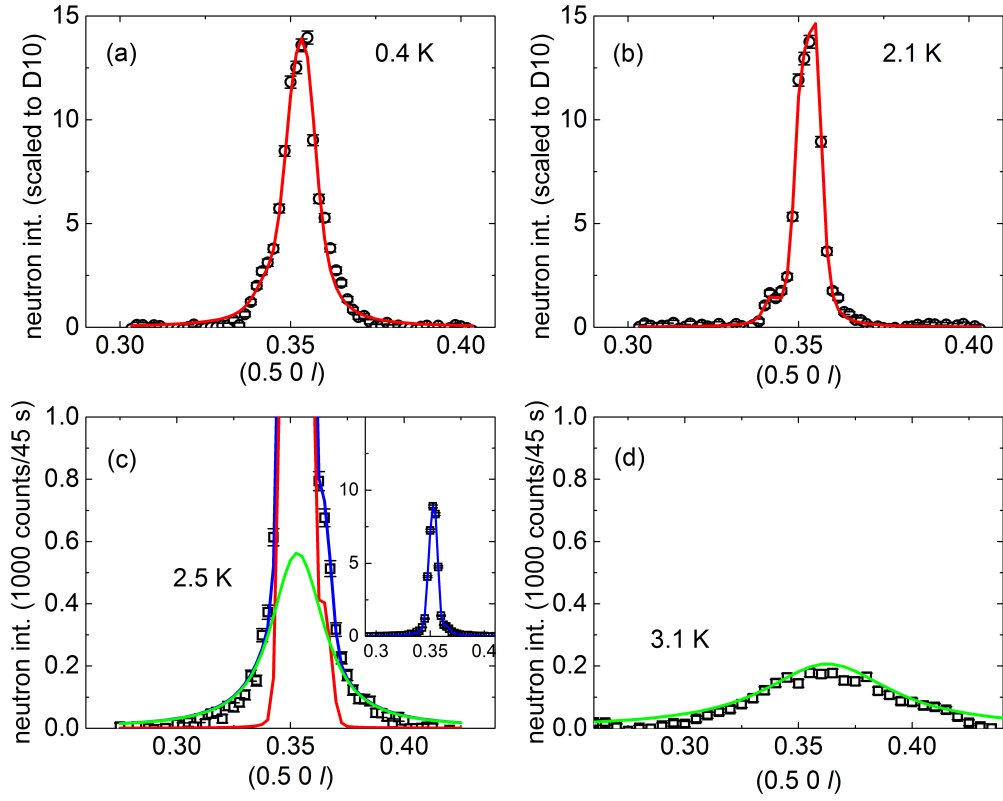 (a)
0.4 K
neutron int. (scaled to D10)
15
10
5
0
0.30
0.35
0.40
(0.5 0 l)
(b)
2.1 K
neutron int. (scaled to D10)
15
10
5
0
0.30
0.35
0.40
(0.5 0 l)
(c)
2.5 K
neutron int. (1000 counts/45 s)
1.0
0.8
0.6
0.4
0.2
0.0
0.30
0.35
0.40
(0.5 0 l)
10
5
0
0.3
0.35
0.4
(d)
3.1 K
neutron int. (1000 counts/45 s)
1.0
0.8
0.6
0.4
0.2
0.0
0.30
0.35
0.40
(0.5 0 l)